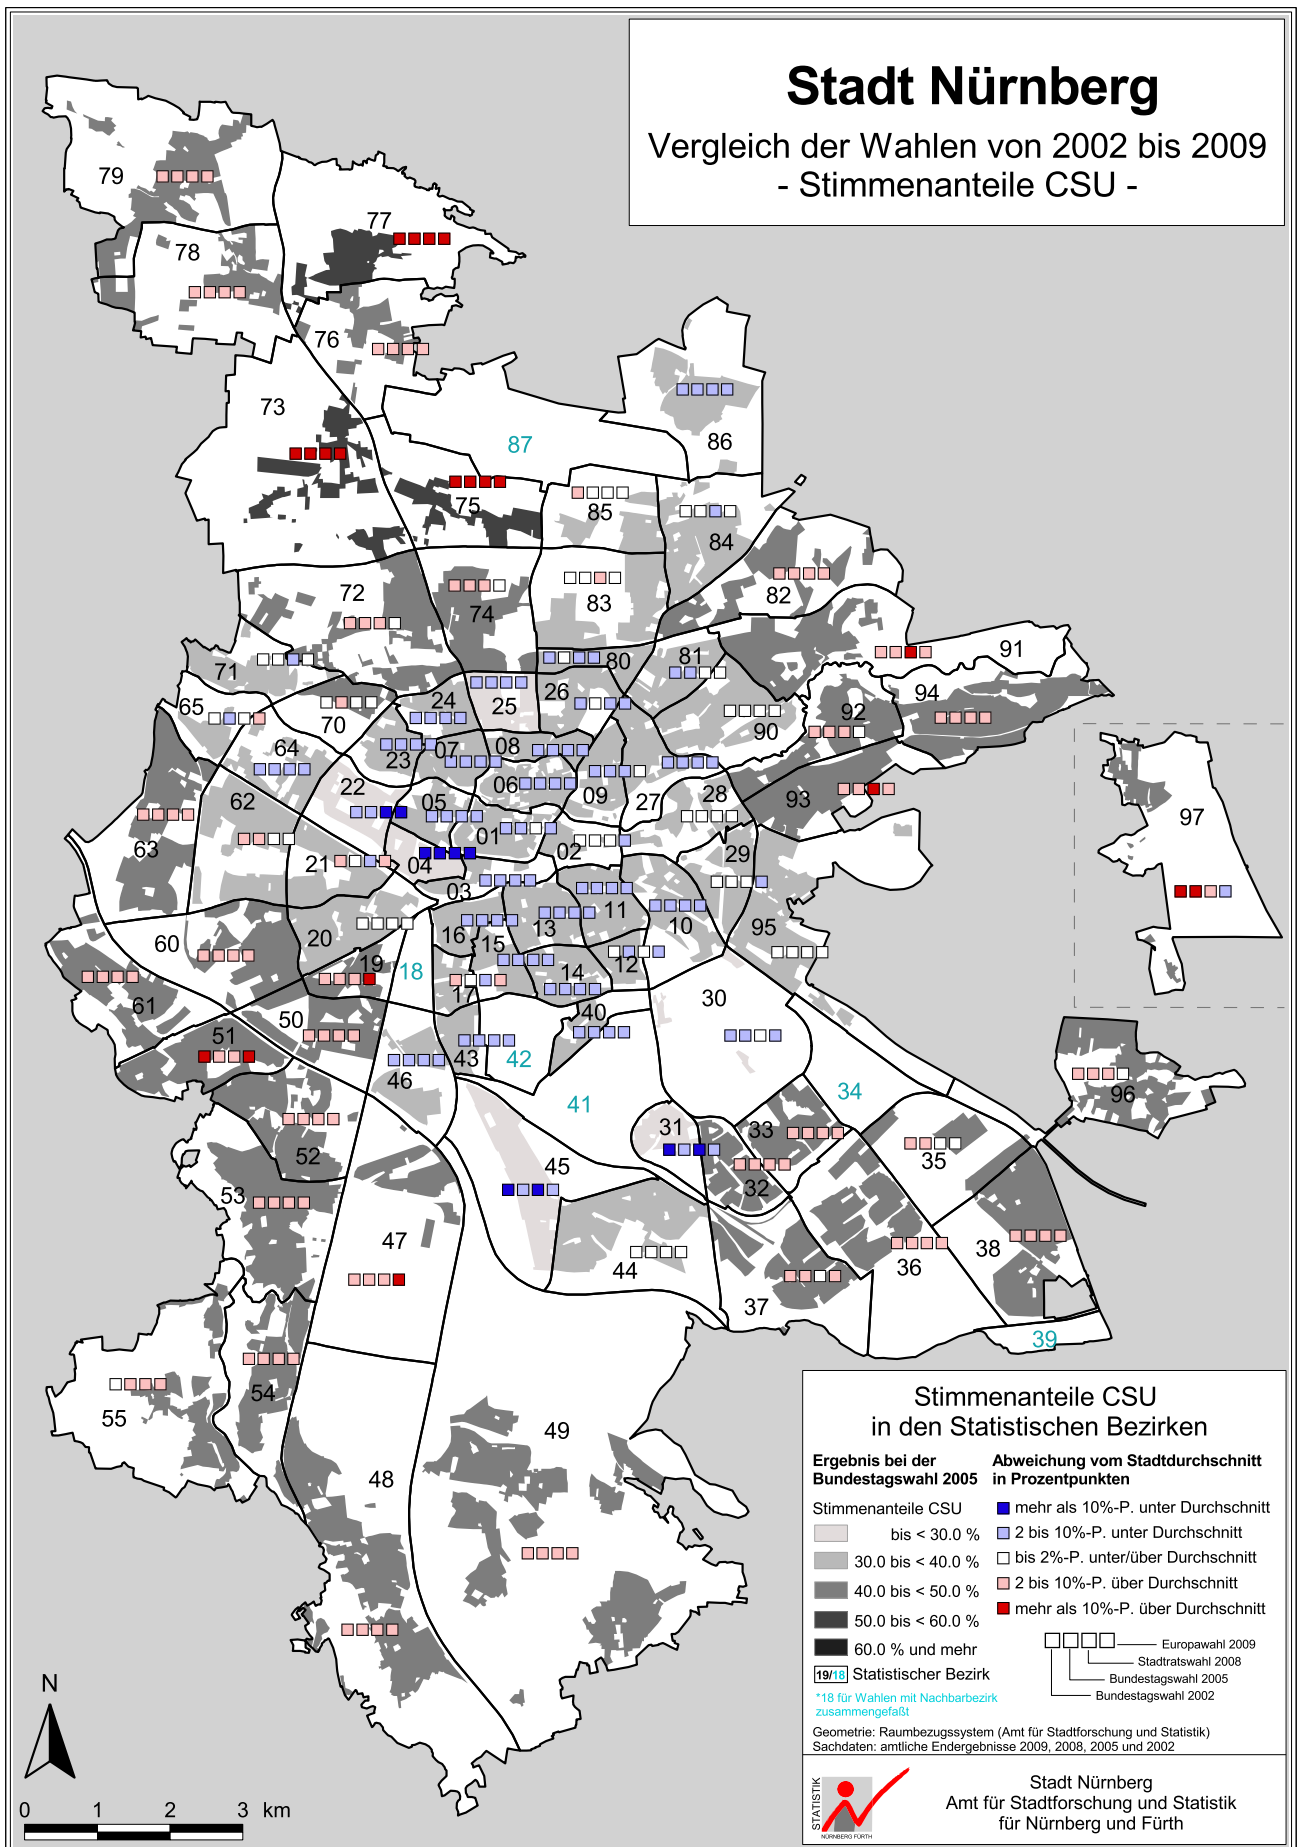 Stadt Nürnberg
Vergleich der Wahlen von 2002 bis 2009
- Stimmenanteile CSU -
79
77
78
76
73
87
86
75
85
84
72
74
83
82
71
80
81
91
65
70
24
25
26
94
92
90
64
23
07
08
22
06
09
27
28
93
97
62
05
63
01
02
29
21
04
03
11
10
95
60
20
16
15
13
19
18
12
14
17
61
30
50
40
51
43
42
46
34
41
96
52
31
33
35
45
32
53
47
38
44
36
37
39
54
55
49
48
Stimmenanteile CSU
in den Statistischen Bezirken
Ergebnis bei der
Bundestagswahl 2005
Stimmenanteile CSU
bis < 30.0 %
30.0 bis < 40.0 %
40.0 bis < 50.0 %
50.0 bis < 60.0 %
60.0 % und mehr
19/18 Statistischer Bezirk
*18 für Wahlen mit Nachbarbezirk
zusammengefaßt
Abweichung vom Stadtdurchschnitt
in Prozentpunkten
mehr als 10%-P. unter Durchschnitt
2 bis 10%-P. unter Durchschnitt
bis 2%-P. unter/über Durchschnitt
2 bis 10%-P. über Durchschnitt
mehr als 10%-P. über Durchschnitt
Europawahl 2009
Stadtratswahl 2008
Bundestagswahl 2005
Bundestagswahl 2002
Geometrie: Raumbezugssystem (Amt für Stadtforschung und Statistik)
Sachdaten: amtliche Endergebnisse 2009, 2008, 2005 und 2002
STATISTIK
NÜRNBERG FÜRTH
Stadt Nürnberg
Amt für Stadtforschung und Statistik
für Nürnberg und Fürth
N
0 1 2 3 km